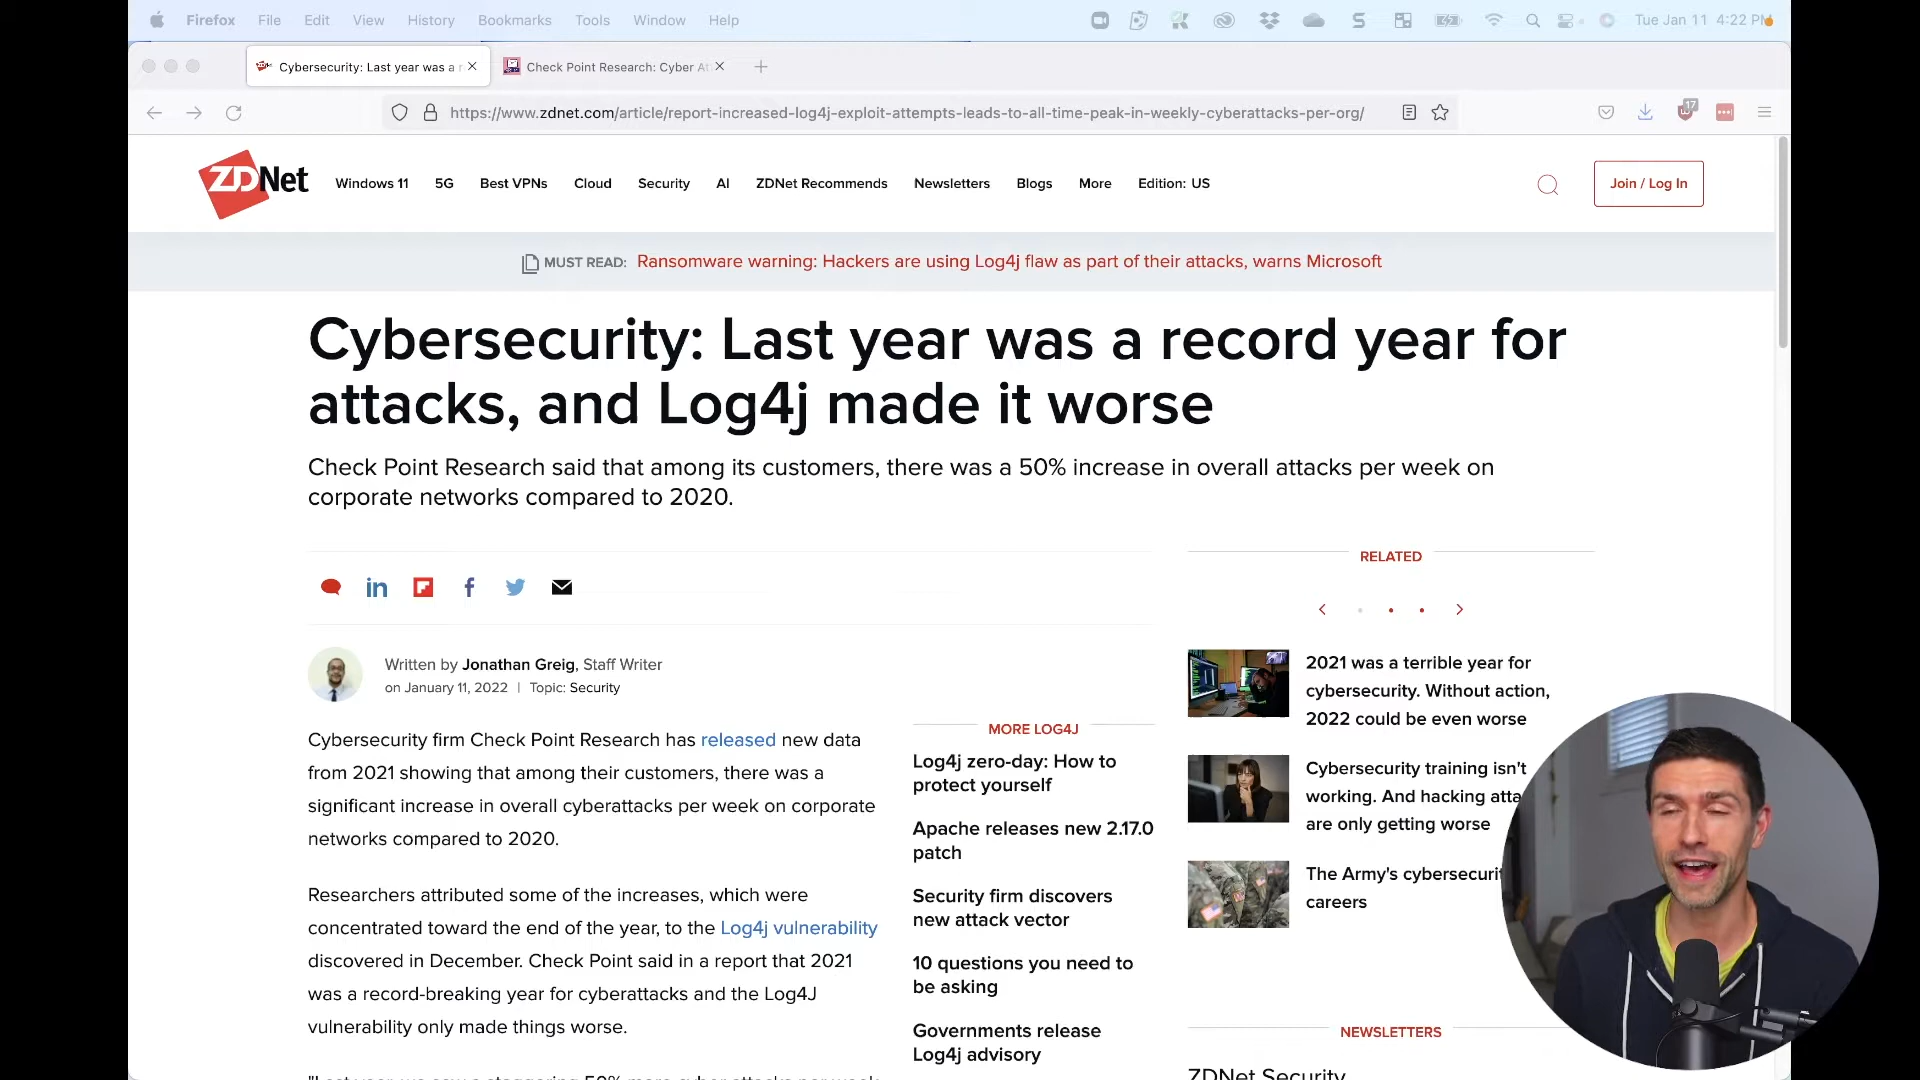 Firefox File Edit View History Bookmarks Tools Window Help
Tue Jan 11 4:22 PM
Cybersecurity: Last year was a r
Check Point Research: Cyber At
https://www.zdnet.com/article/report-increased-log4j-exploit-attempts-leads-to-all-time-peak-in-weekly-cyberattacks-per-org/
17
ZDNet
Windows 11 5G Best VPNs Cloud Security AI ZDNet Recommends Newsletters Blogs More Edition: US
Join / Log In
MUST READ: Ransomware warning: Hackers are using Log4j flaw as part of their attacks, warns Microsoft
Cybersecurity: Last year was a record year for
attacks, and Log4j made it worse
Check Point Research said that among its customers, there was a 50% increase in overall attacks per week on
corporate networks compared to 2020.
Written by Jonathan Greig, Staff Writer
on January 11, 2022 | Topic: Security
Cybersecurity firm Check Point Research has released new data
from 2021 showing that among their customers, there was a
significant increase in overall cyberattacks per week on corporate
networks compared to 2020.
Researchers attributed some of the increases, which were
concentrated toward the end of the year, to the Log4j vulnerability
discovered in December. Check Point said in a report that 2021
was a record-breaking year for cyberattacks and the Log4J
vulnerability only made things worse.
MORE LOG4J
Log4j zero-day: How to
protect yourself
Apache releases new 2.17.0
patch
Security firm discovers
new attack vector
10 questions you need to
be asking
Governments release
Log4j advisory
RELATED
2021 was a terrible year for
cybersecurity. Without action,
2022 could be even worse
Cybersecurity training isn't
working. And hacking atta
are only getting worse
The Army's cybersecurit
careers
NEWSLETTERS
ZDNet Security